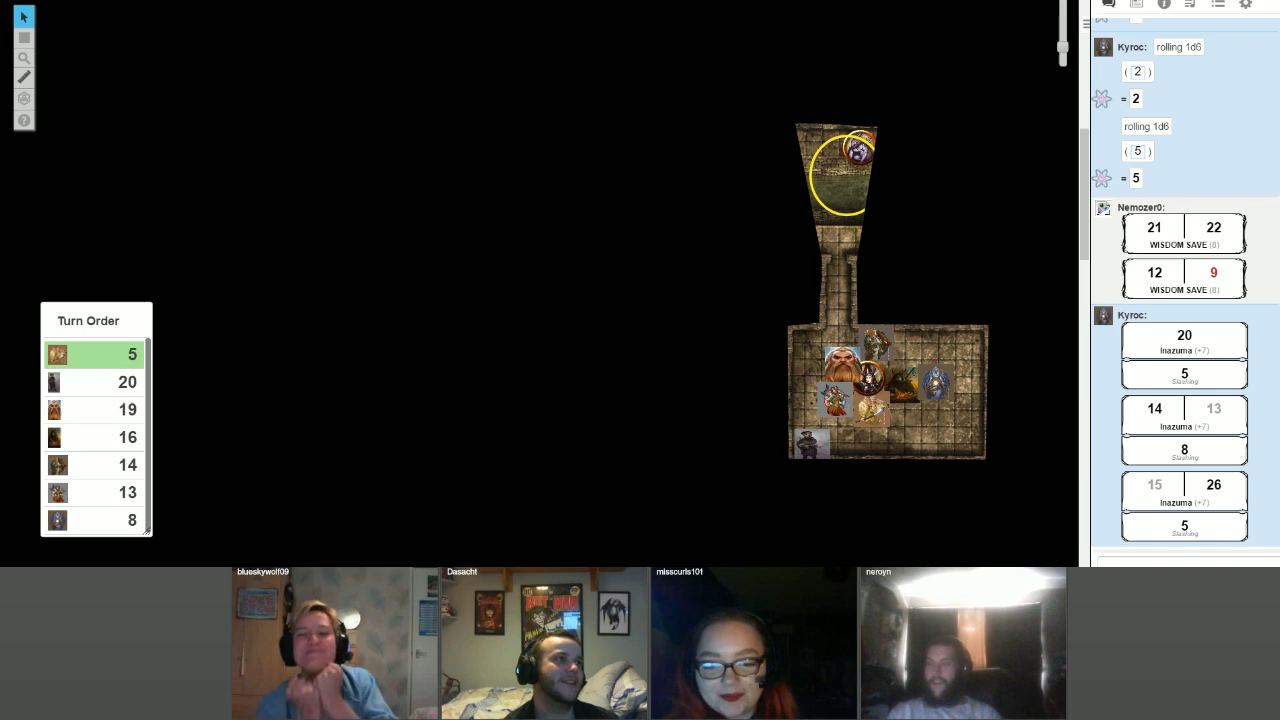 Kyroc: rolling 1d6
( 2 )
= 2
rolling 1d6
( 5 )
= 5
Nemozer0:
21 22
WISDOM SAVE (8)
12 9
WISDOM SAVE (8)
Kyroc:
20
Inazuma (+7)
5
Slashing
14 13
Inazuma (+7)
8
Slashing
15 26
Inazuma (+7)
5
Slashing
Turn Order
5
20
19
16
14
13
8
blueskywolf09
Dasacht
misscurls101
neroyn